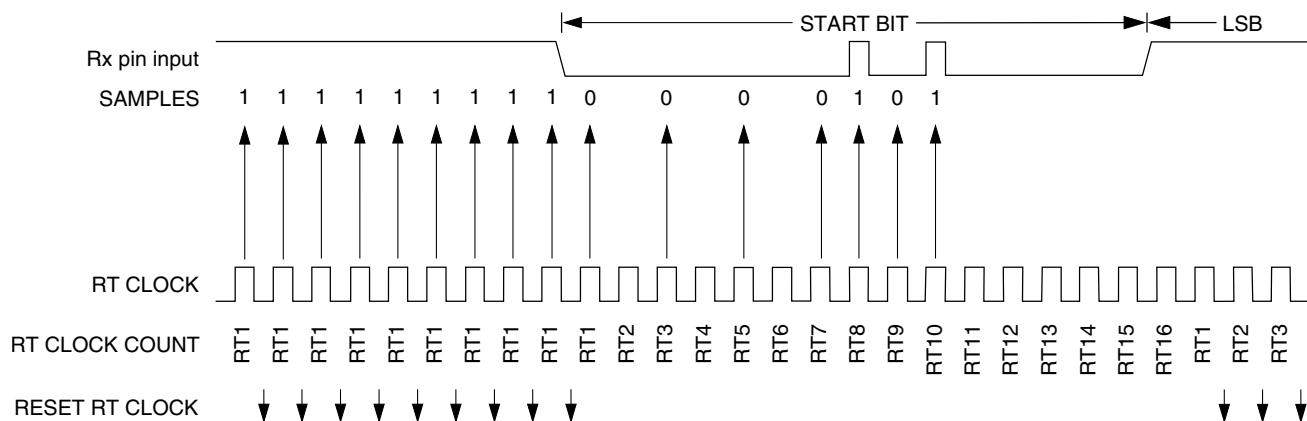 START BIT LSB
Rx pin input
SAMPLES 1 1 1 1 1 1 1 1 1 0 0 0 0 1 0 1
RT CLOCK
RT CLOCK COUNT RT1 RT1 RT1 RT1 RT1 RT1 RT1 RT1 RT1 RT1 RT2 RT3 RT4 RT5 RT6 RT7 RT8 RT9 RT10 RT11 RT12 RT13 RT14 RT15 RT16 RT1 RT2 RT3
RESET RT CLOCK